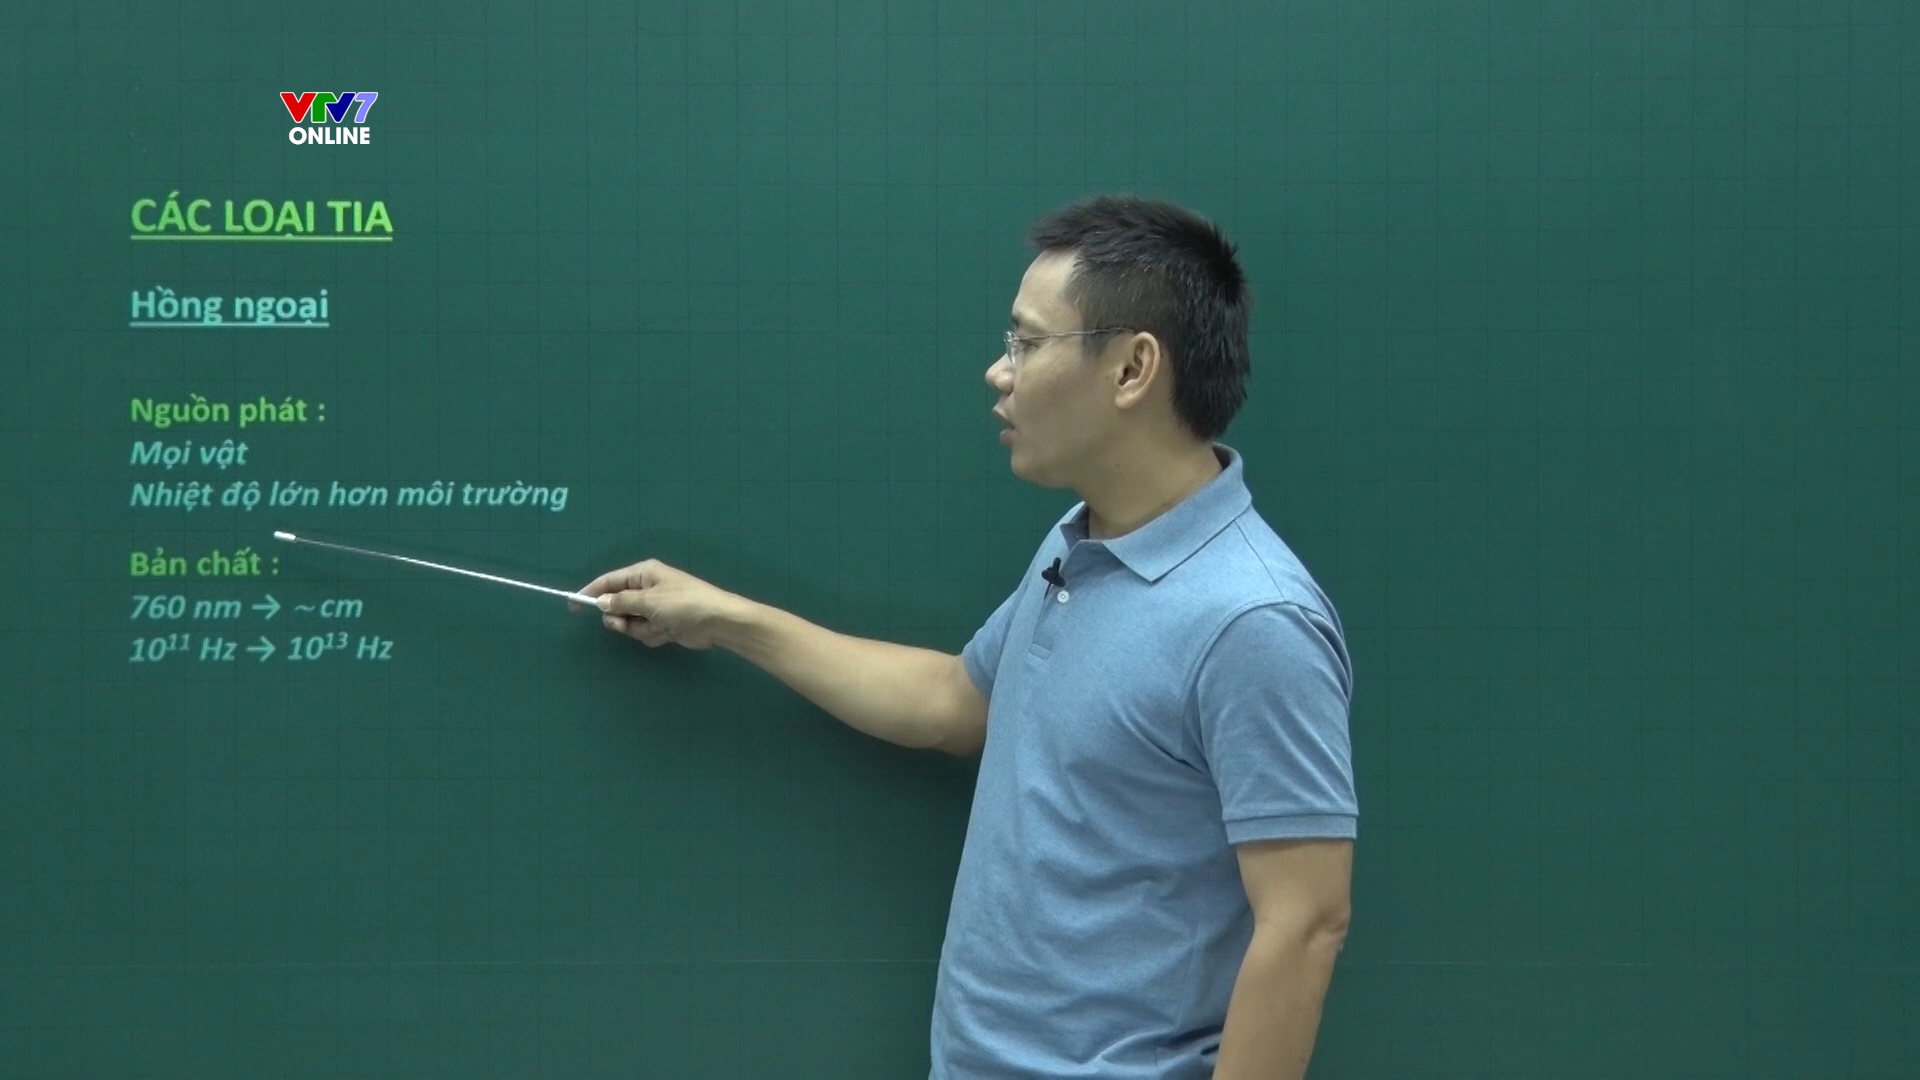 VTV7
ONLINE
CÁC LOẠI TIA
Hồng ngoại
Nguồn phát :
Mọi vật
Nhiệt độ lớn hơn môi trường
Bản chất :
760 nm → ~cm
10¹¹ Hz → 10¹³ Hz